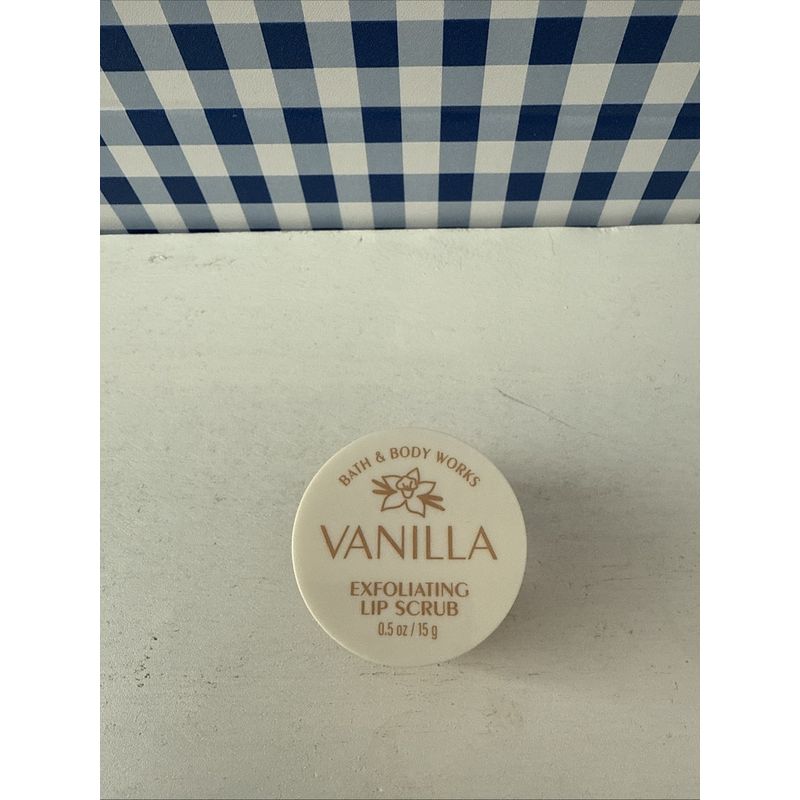 BATH & BODY WORKS
VANILLA
EXFOLIATING
LIP SCRUB
0.5 oz / 15 g